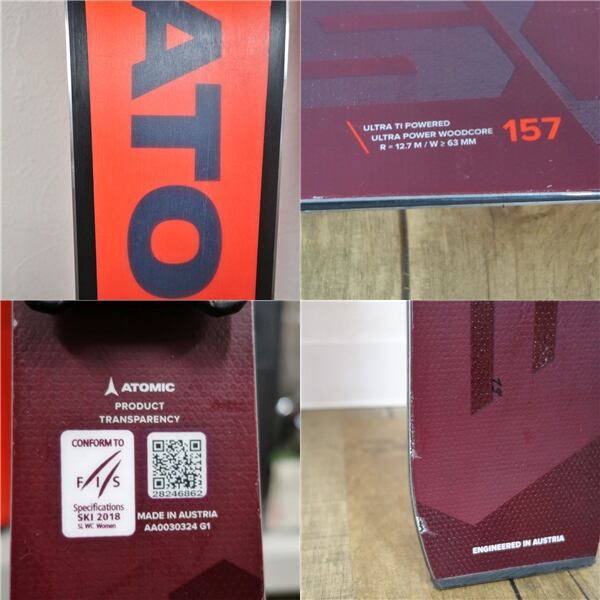 ATO
ULTRA TI POWERED
ULTRA POWER WOODCORE
R = 12.7 M / W ≥ 63 MM
157
ATOMIC
PRODUCT
TRANSPARENCY
CONFORM TO
FIS
Specifications
SKI 2018
SL WC Women
28246862
MADE IN AUSTRIA
AA0030324 G1
ENGINEERED IN AUSTRIA